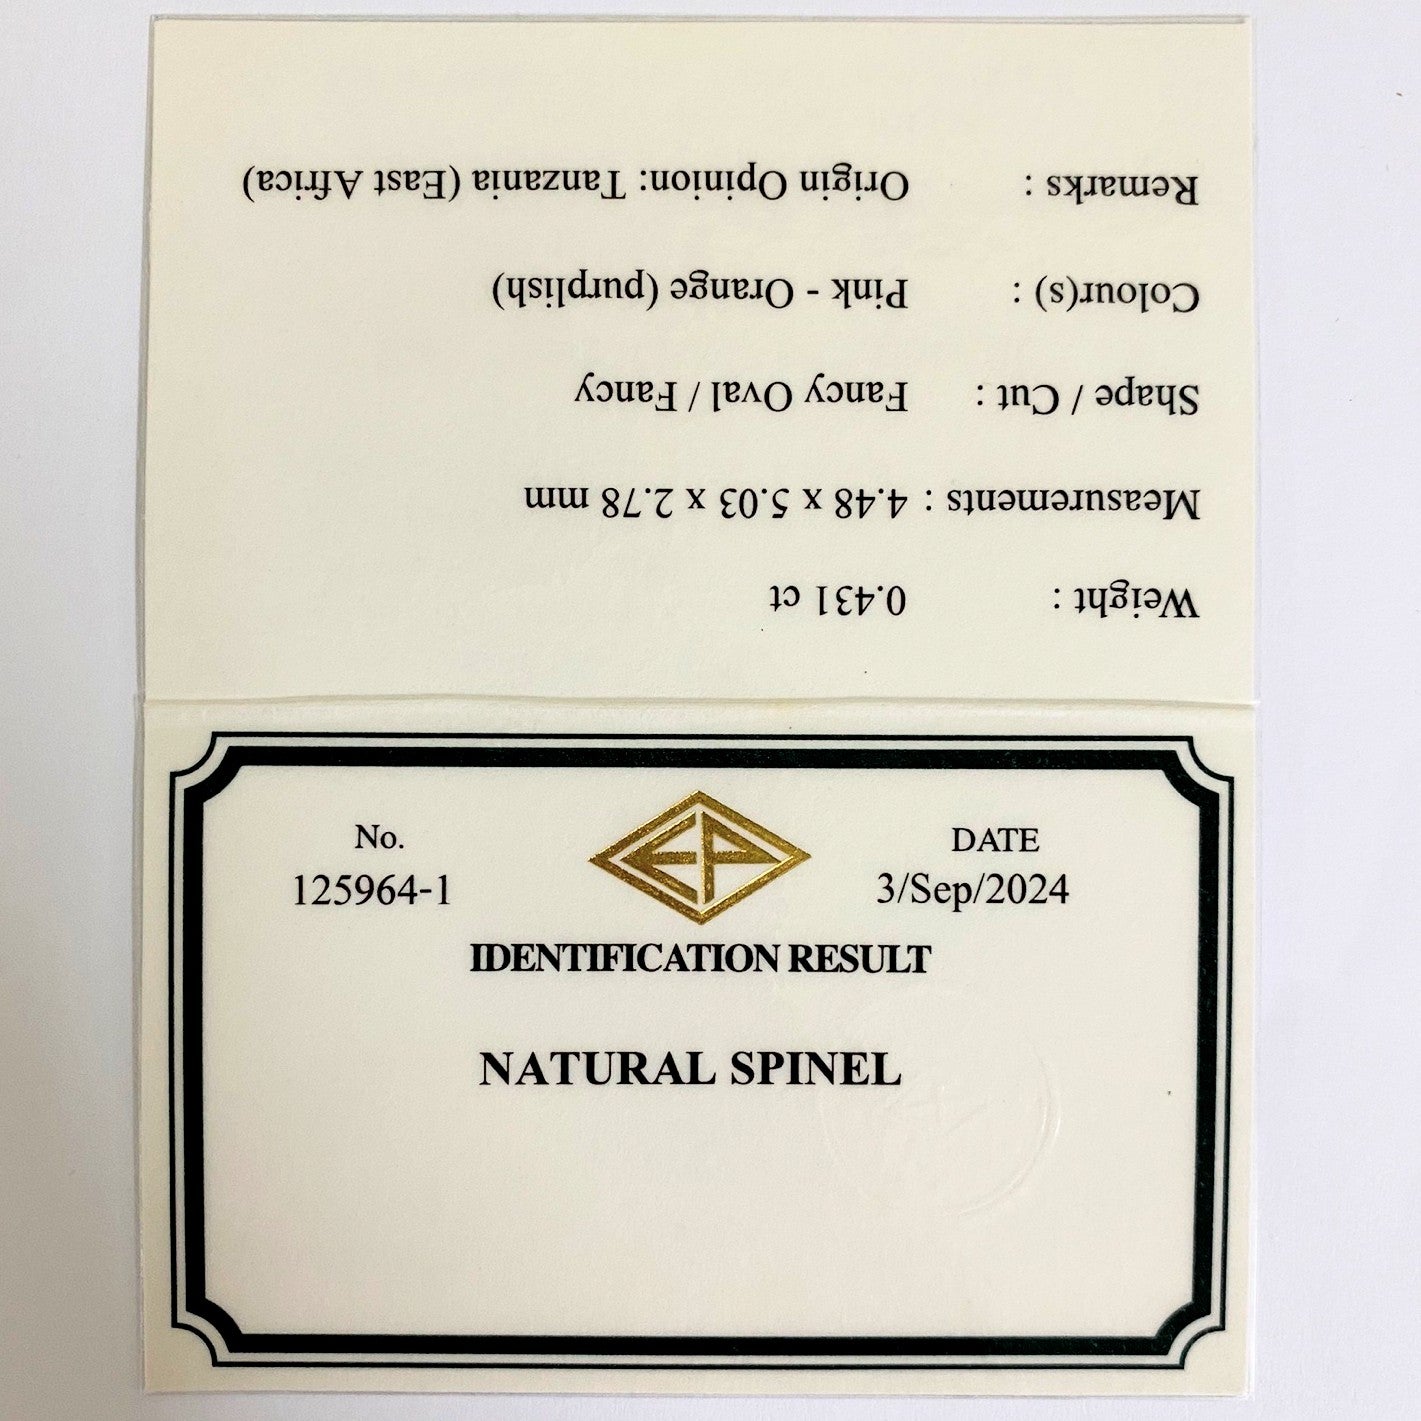 No.
125964-1
EP
DATE
3/Sep/2024
IDENTIFICATION RESULT
NATURAL SPINEL
Weight : 0.431 ct
Measurements : 4.48 x 5.03 x 2.78 mm
Shape / Cut : Fancy Oval / Fancy
Colour(s) : Pink - Orange (purplish)
Remarks : Origin Opinion: Tanzania (East Africa)